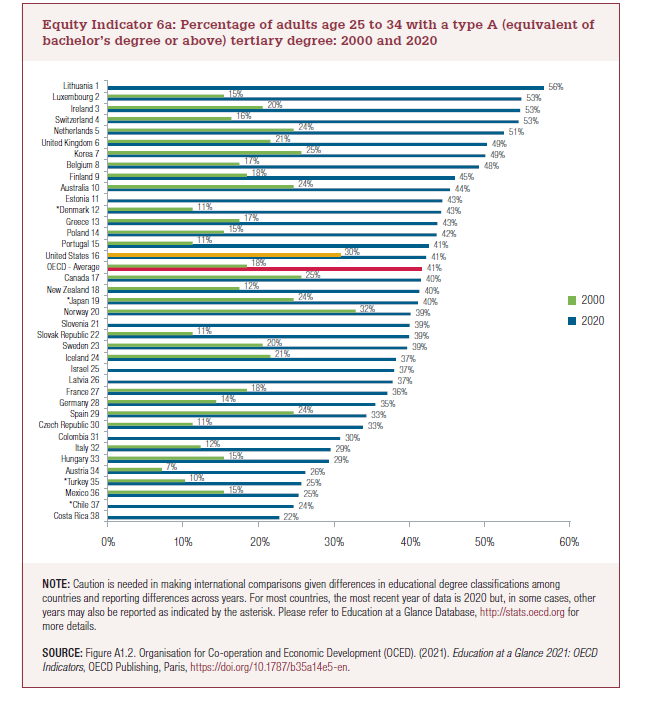 Equity Indicator 6a: Percentage of adults age 25 to 34 with a type A (equivalent of
bachelor's degree or above) tertiary degree: 2000 and 2020
Lithuania 1 56%
Luxembourg 2 15% 53%
Ireland 3 20% 53%
Switzerland 4 16% 53%
Netherlands 5 24% 51%
United Kingdom 6 21% 49%
Korea 7 25% 49%
Belgium 8 17% 48%
Finland 9 18% 45%
Australia 10 24% 44%
Estonia 11 43%
*Denmark 12 11% 43%
Greece 13 17% 43%
Poland 14 15% 42%
Portugal 15 11% 41%
United States 16 30% 41%
OECD - Average 18% 41%
Canada 17 25% 40%
New Zealand 18 12% 40%
*Japan 19 24% 40%
Norway 20 32% 39%
Slovenia 21 39%
Slovak Republic 22 11% 39%
Sweden 23 20% 39%
Iceland 24 21% 37%
Israel 25 37%
Latvia 26 37%
France 27 18% 36%
Germany 28 14% 35%
Spain 29 24% 33%
Czech Republic 30 11% 33%
Colombia 31 30%
Italy 32 12% 29%
Hungary 33 15% 29%
Austria 34 7% 26%
*Turkey 35 10% 25%
Mexico 36 15% 25%
*Chile 37 24%
Costa Rica 38 22%
0% 10% 20% 30% 40% 50% 60%
2000
2020
NOTE: Caution is needed in making international comparisons given differences in educational degree classifications among
countries and reporting differences across years. For most countries, the most recent year of data is 2020 but, in some cases, other
years may also be reported as indicated by the asterisk. Please refer to Education at a Glance Database, http://stats.oecd.org for
more details.
SOURCE: Figure A1.2. Organisation for Co-operation and Economic Development (OCED). (2021). Education at a Glance 2021: OECD
Indicators, OECD Publishing, Paris, https://doi.org/10.1787/b35a14e5-en.